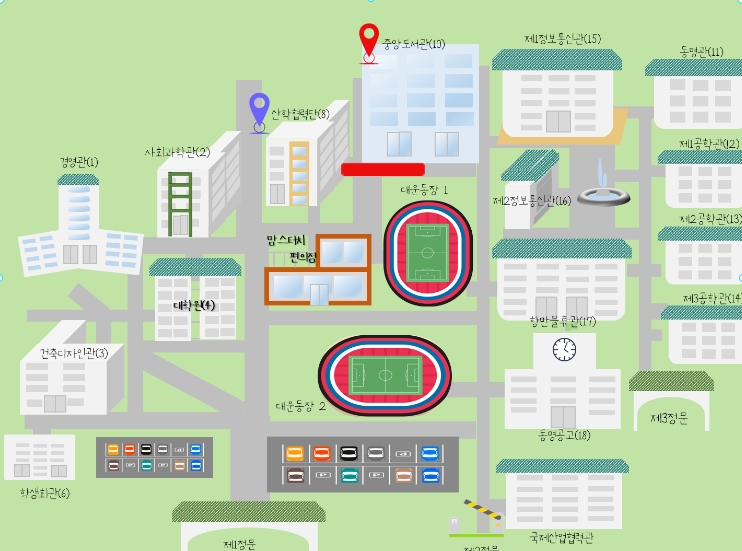 중앙도서관(10)
제1정보통신관(15)
동명관(11)
산학협력단(8)
사회과학관(2)
경영관(1)
제1공학관(12)
대운동장 1
제2정보통신관(16)
제2공학관(13)
맘스터치
편의점
대학원(4)
제3공학관(14
항만물류관(17)
건축디자인관(3)
대운동장 2
제3정문
동명공고(18)
학생회관(6)
제1정문
국제산업협력관
제2정문